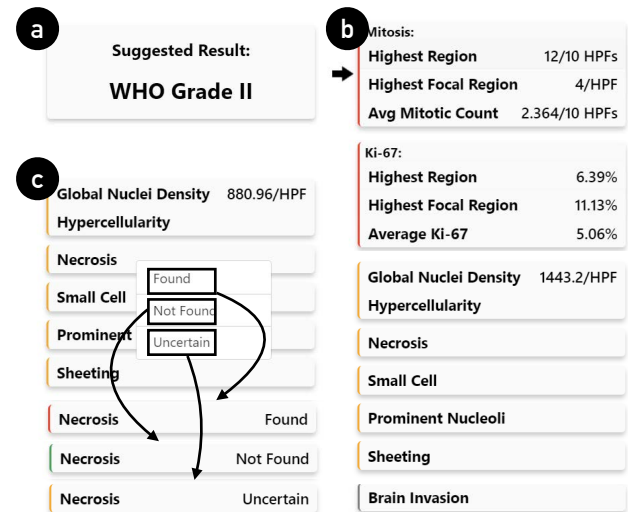 a
Suggested Result:
WHO Grade II
b
Mitosis:
Highest Region 12/10 HPFs
Highest Focal Region 4/HPF
Avg Mitotic Count 2.364/10 HPFs
Ki-67:
Highest Region 6.39%
Highest Focal Region 11.13%
Average Ki-67 5.06%
Global Nuclei Density 1443.2/HPF
Hypercellularity
Necrosis
Small Cell
Prominent Nucleoli
Sheeting
Brain Invasion
c
Global Nuclei Density 880.96/HPF
Hypercellularity
Necrosis
Small Cell
Prominent
Sheeting
Found
Not Found
Uncertain
Necrosis Found
Necrosis Not Found
Necrosis Uncertain